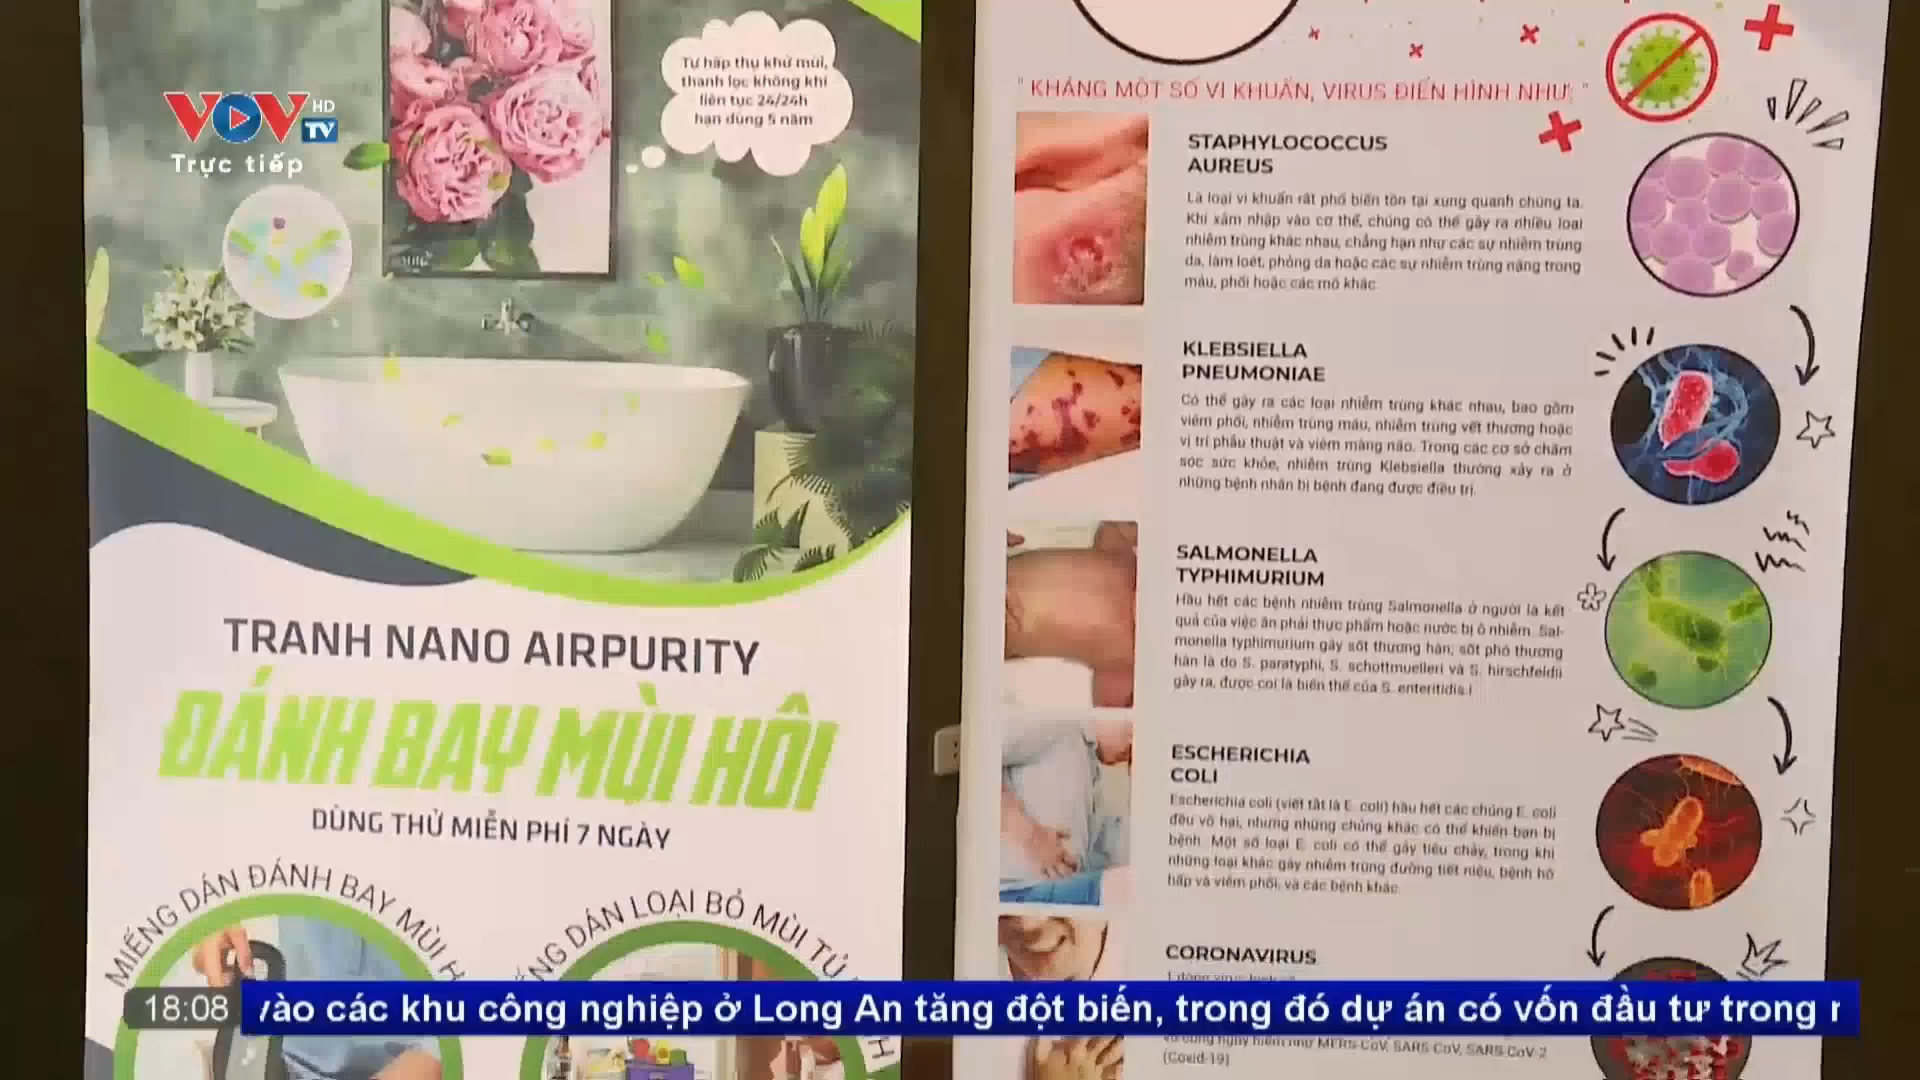 VOV TV HD
Trực tiếp
Tự hấp thụ khử mùi,
thanh lọc không khí
liên tục 24/24h
hạn dùng 5 năm
TRANH NANO AIRPURITY
ĐÁNH BAY MÙI HÔI
DÙNG THỬ MIỄN PHÍ 7 NGÀY
MIẾNG DÁN ĐÁNH BAY MÙI H
NG DÁN LOẠI BỎ MÙI TỦ
H
" KHÁNG MỘT SỐ VI KHUẨN, VIRUS ĐIỂN HÌNH NHƯ: "
STAPHYLOCOCCUS
AUREUS
Là loại vi khuẩn rất phổ biến tồn tại xung quanh chúng ta.
Khi xâm nhập vào cơ thể, chúng có thể gây ra nhiều loại
nhiễm trùng khác nhau, chẳng hạn như các sự nhiễm trùng
da, làm loét, phỏng da hoặc các sự nhiễm trùng nặng trong
máu, phổi hoặc các mô khác.
KLEBSIELLA
PNEUMONIAE
Có thể gây ra các loại nhiễm trùng khác nhau, bao gồm
viêm phổi, nhiễm trùng máu, nhiễm trùng vết thương hoặc
vị trí phẫu thuật và viêm màng não. Trong các cơ sở chăm
sóc sức khỏe, nhiễm trùng Klebsiella thường xảy ra ở
những bệnh nhân bị bệnh đang được điều trị.
SALMONELLA
TYPHIMURIUM
Hầu hết các bệnh nhiễm trùng Salmonella ở người là kết
quả của việc ăn phải thực phẩm hoặc nước bị ô nhiễm. Sal-
monella typhimurium gây sốt thương hàn; sốt phó thương
hàn là do S. paratyphi, S. schottmuelleri và S. hirschfeldii
gây ra, được coi là biến thể của S. enteritidis.i
ESCHERICHIA
COLI
Escherichia coli (viết tắt là E. coli) hầu hết các chủng E. coli
đều vô hại, nhưng những chủng khác có thể khiến bạn bị
bệnh. Một số loại E. coli có thể gây tiêu chảy, trong khi
những loại khác gây nhiễm trùng đường tiết niệu, bệnh hô
hấp và viêm phổi, và các bệnh khác.
CORONAVIRUS
vô cùng nguy hiểm như MERS-CoV, SARS-CoV, SARS-CoV-2
(Covid-19)
18:08 vào các khu công nghiệp ở Long An tăng đột biến, trong đó dự án có vốn đầu tư trong